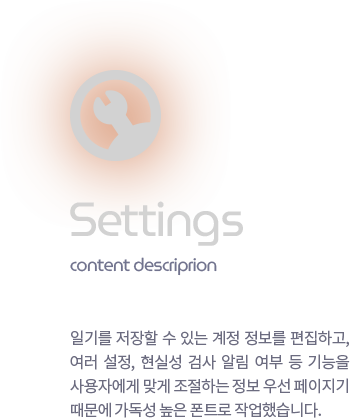 Settings
content descriprion
일기를 저장할 수 있는 계정 정보를 편집하고,
여러 설정, 현실성 검사 알림 여부 등 기능을
사용자에게 맞게 조절하는 정보 우선 페이지기
때문에 가독성 높은 폰트로 작업했습니다.